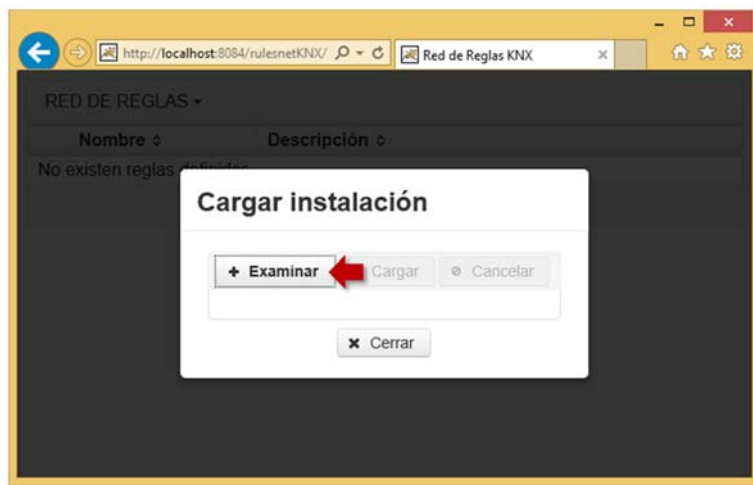 http://localhost:8084/rulesnetKNX/ Red de Reglas KNX
RED DE REGLAS
Nombre Descripción
No existen reglas definidas
Cargar instalación
Examinar Cargar Cancelar
Cerrar